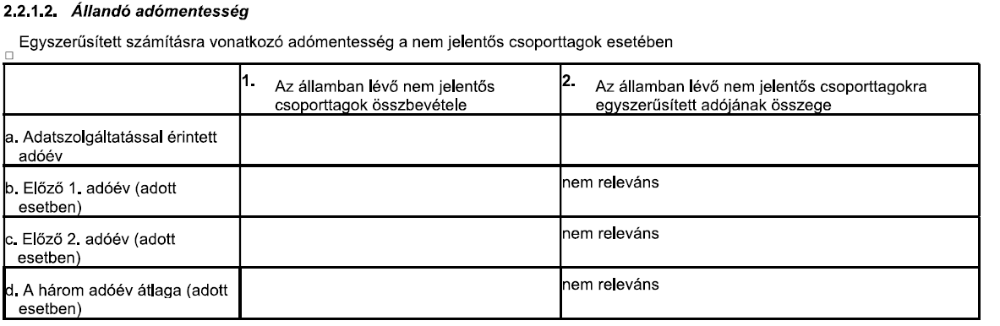 2.2.1.2. Állandó adómentesség
Egyszerűsített számításra vonatkozó adómentesség a nem jelentős csoporttagok esetében
1. Az államban lévő nem jelentős
csoporttagok összbevétele
2. Az államban lévő nem jelentős csoporttagokra
egyszerűsített adójának összege
a. Adatszolgáltatással érintett
adóév
b. Előző 1. adóév (adott
esetben)
nem releváns
c. Előző 2. adóév (adott
esetben)
nem releváns
d. A három adóév átlaga (adott
esetben)
nem releváns